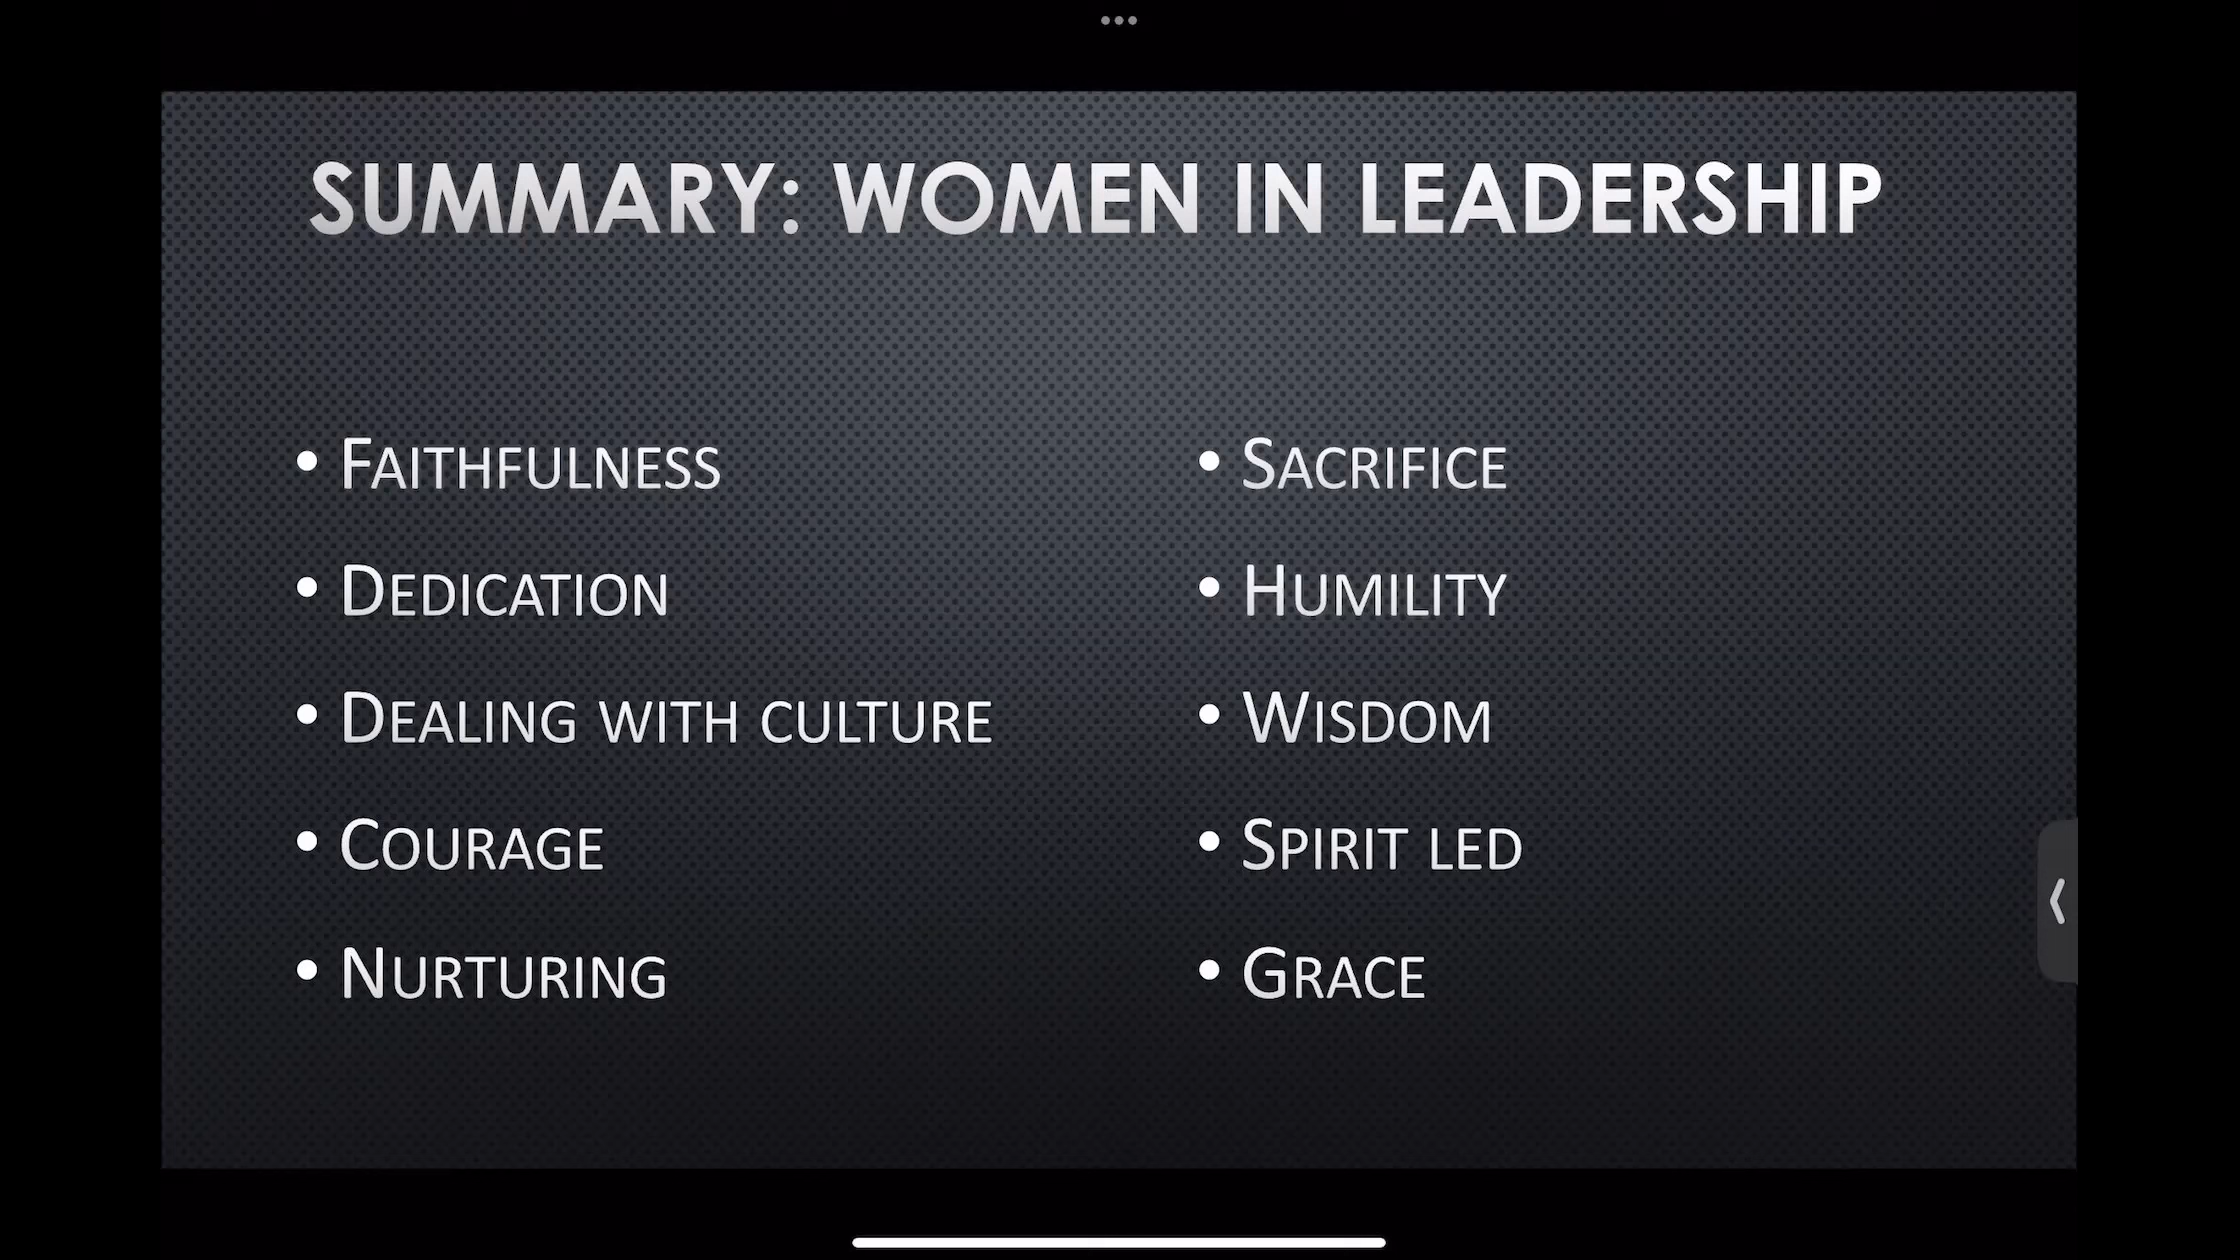 SUMMARY: WOMEN IN LEADERSHIP
• FAITHFULNESS
• DEDICATION
• DEALING WITH CULTURE
• COURAGE
• NURTURING
• SACRIFICE
• HUMILITY
• WISDOM
• SPIRIT LED
• GRACE